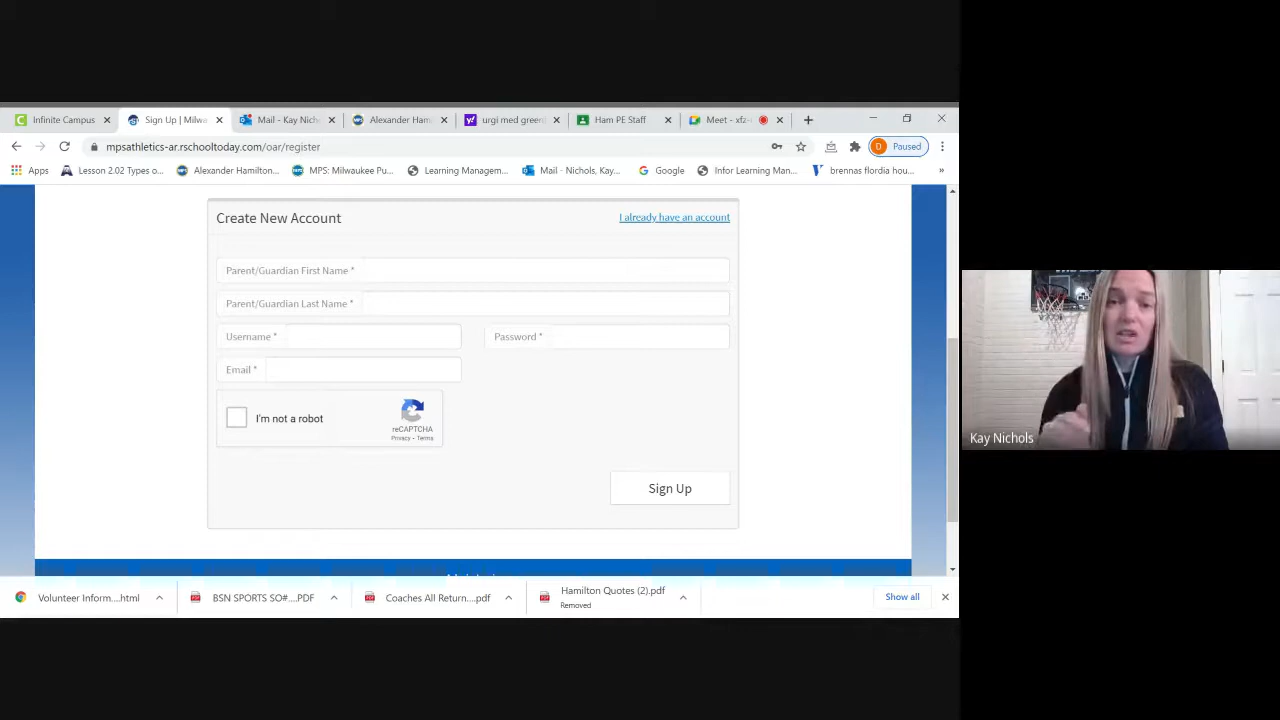 Infinite Campus
Sign Up | Milwa
Mail - Kay Nich
Alexander Ham
urgi med green
Ham PE Staff
Meet - xfz-
mpsathletics-ar.rschooltoday.com/oar/register
D Paused
Apps
Lesson 2.02 Types o...
Alexander Hamilton...
MPS: Milwaukee Pu...
Learning Managem...
Mail - Nichols, Kay...
Google
Infor Learning Man...
brennas flordia hou...
»
Create New Account
I already have an account
Parent/Guardian First Name *
Parent/Guardian Last Name *
Username *
Password *
Email *
I'm not a robot
reCAPTCHA
Privacy - Terms
Sign Up
Kay Nichols
Volunteer Inform....html
BSN SPORTS SO#....PDF
Coaches All Return....pdf
Hamilton Quotes (2).pdf
Removed
Show all